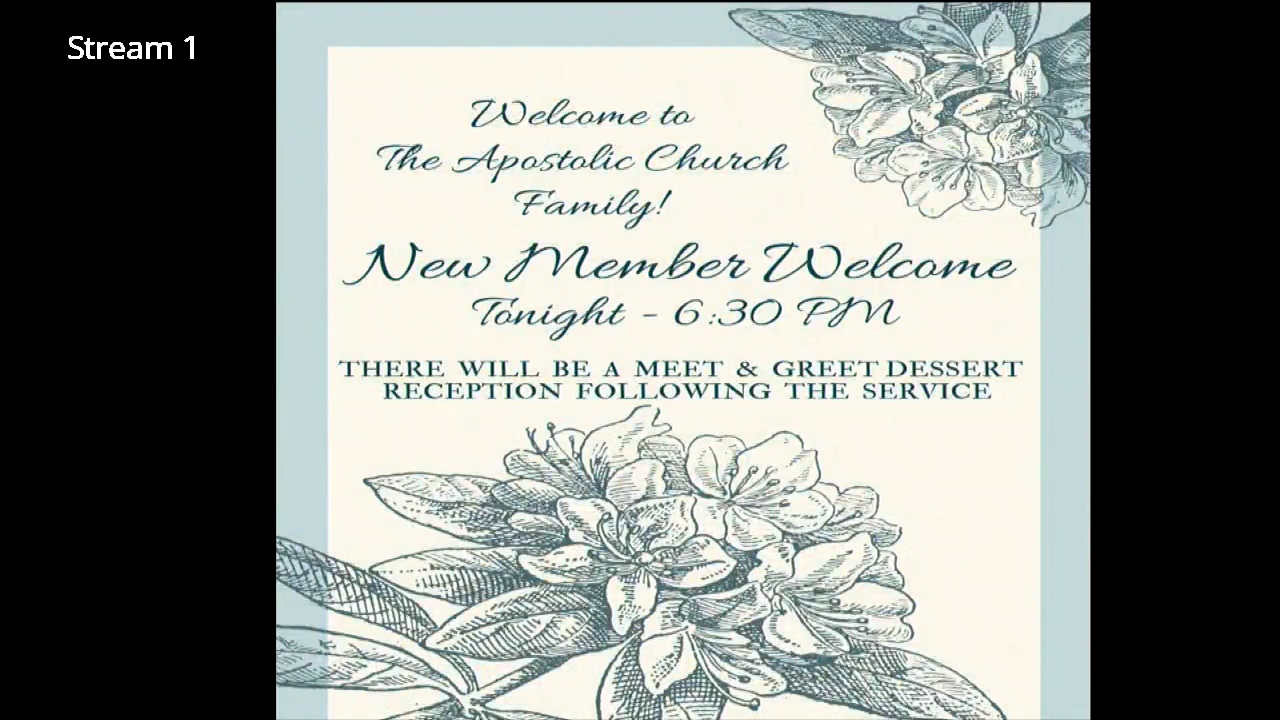 Stream 1
Welcome to
The Apostolic Church
Family!
New Member Welcome
Tonight - 6:30 PM
THERE WILL BE A MEET & GREET DESSERT
RECEPTION FOLLOWING THE SERVICE